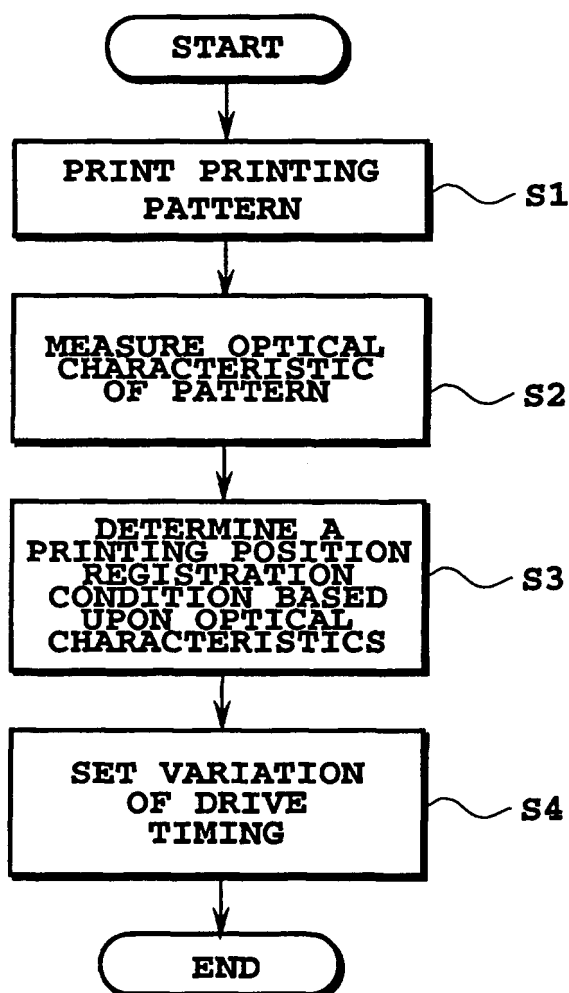 START
PRINT PRINTING
PATTERN
S1
MEASURE OPTICAL
CHARACTERISTIC
OF PATTERN
S2
DETERMINE A
PRINTING POSITION
REGISTRATION
CONDITION BASED
UPON OPTICAL
CHARACTERISTICS
S3
SET VARIATION
OF DRIVE
TIMING
S4
END